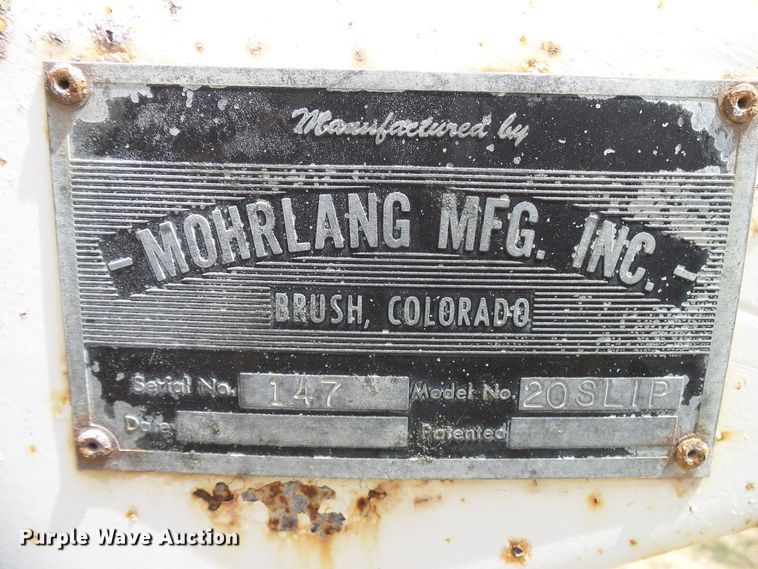 Manufactured by
- MOHRLANG MFG. INC. -
BRUSH, COLORADO
Serial No. 147 Model No. 20SLIP
Date Patented
Purple Wave Auction